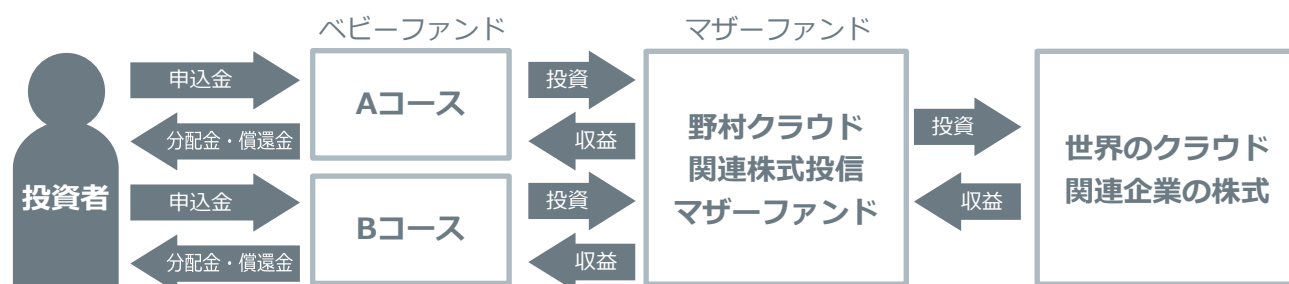 ベビーファンド
マザーファンド
投資者
申込金
分配金・償還金
申込金
分配金・償還金
Aコース
Bコース
投資
収益
投資
収益
野村クラウド
関連株式投信
マザーファンド
投資
収益
世界のクラウド
関連企業の株式